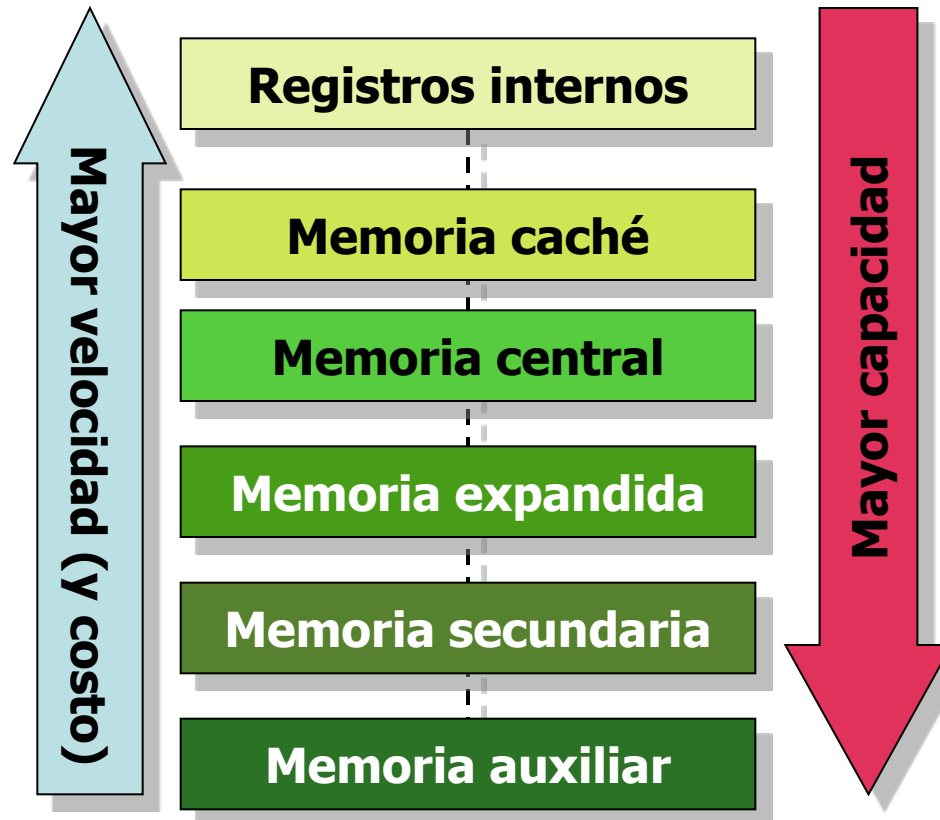 Registros internos
Memoria caché
Memoria central
Memoria expandida
Memoria secundaria
Memoria auxiliar
Mayor velocidad (y costo)
Mayor capacidad